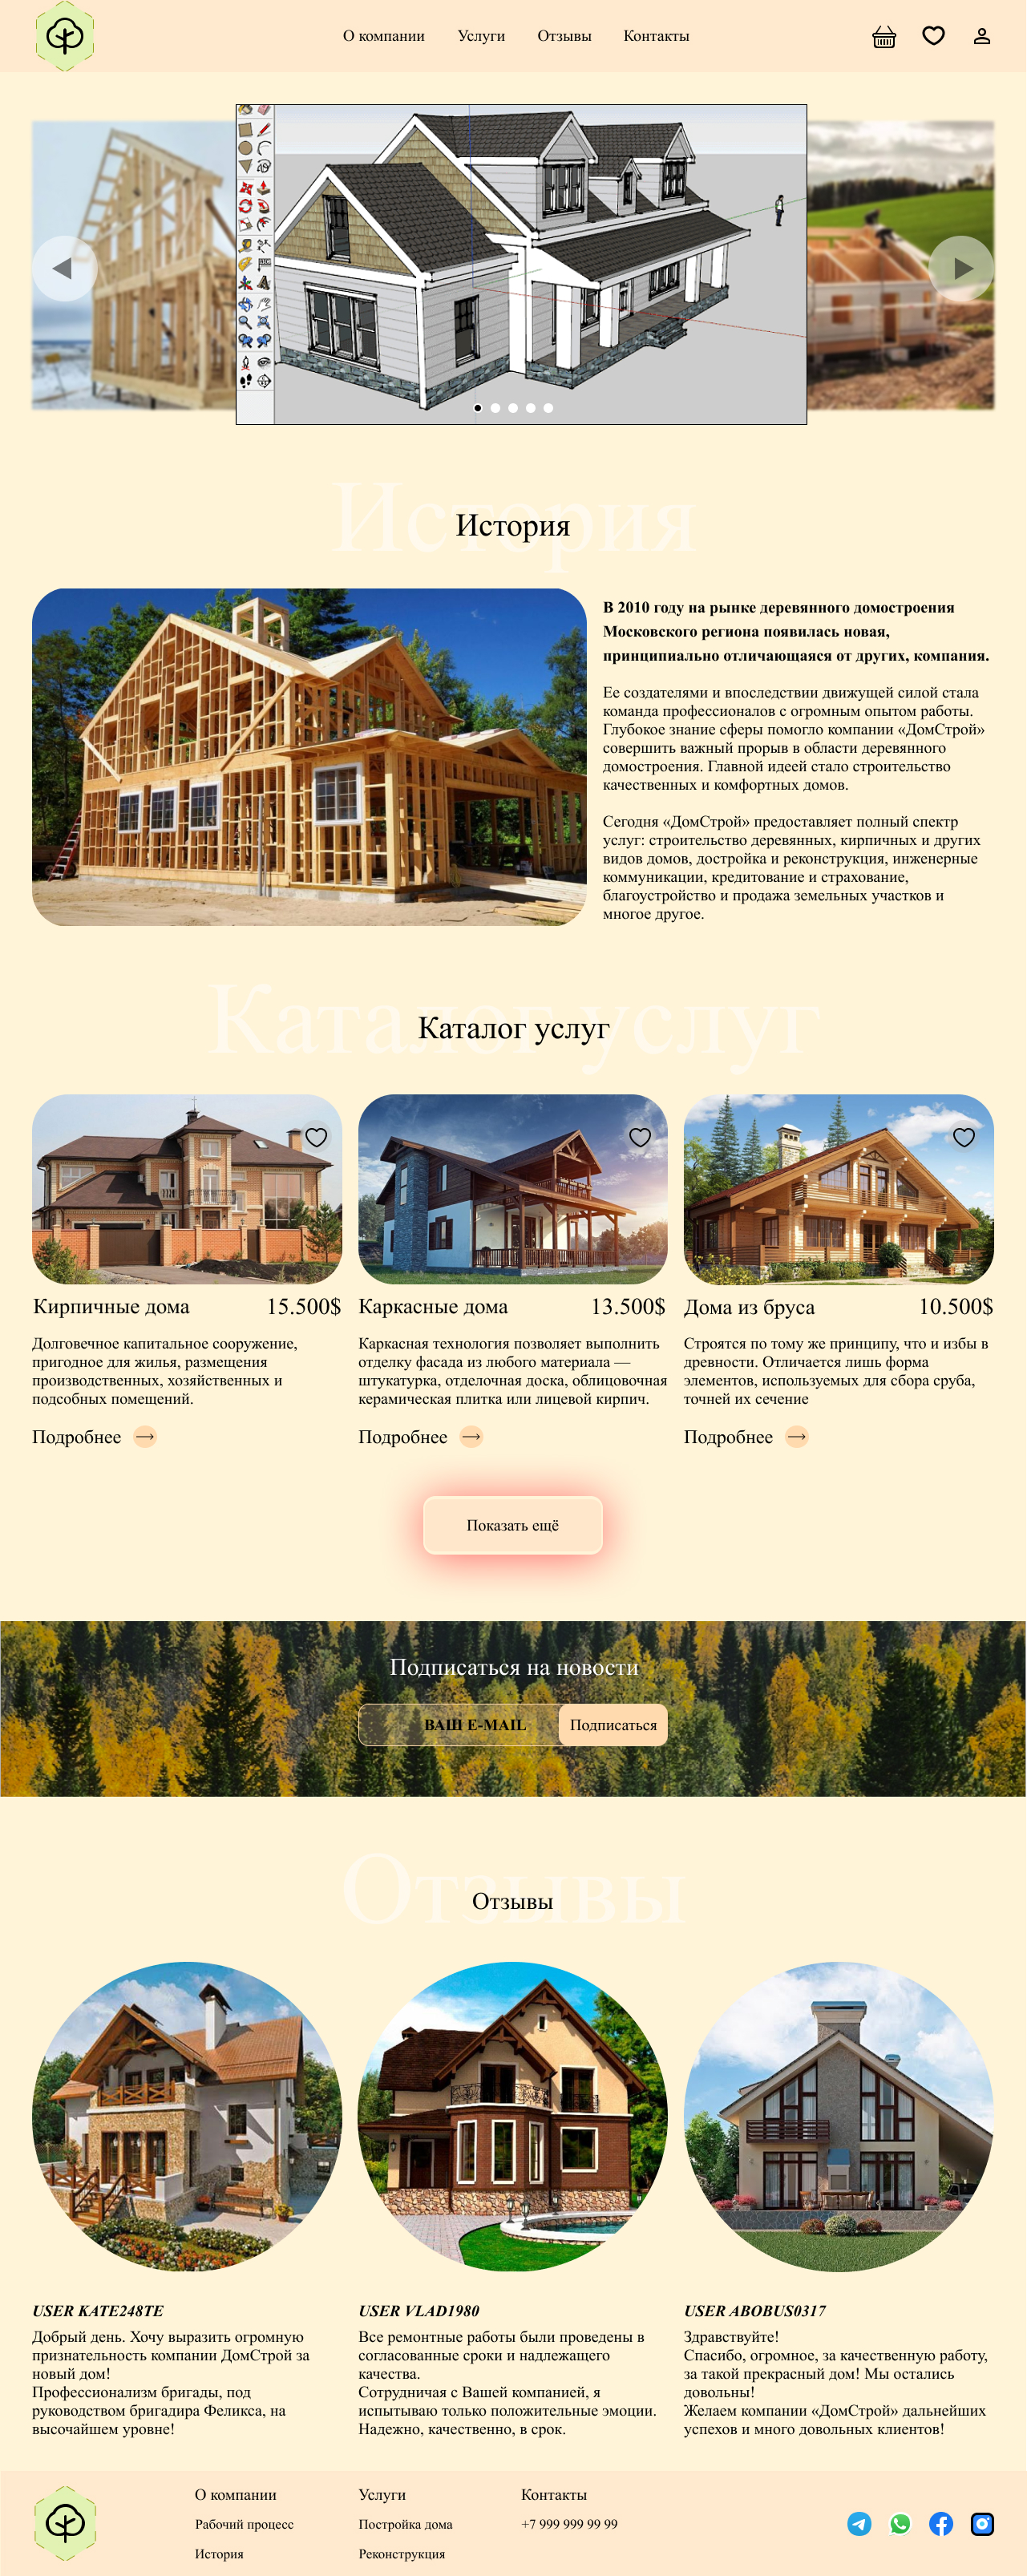 О компании Услуги Отзывы Контакты
История
История
В 2010 году на рынке деревянного домостроения
Московского региона появилась новая,
принципиально отличающаяся от других, компания.
Ее создателями и впоследствии движущей силой стала
команда профессионалов с огромным опытом работы.
Глубокое знание сферы помогло компании «ДомСтрой»
совершить важный прорыв в области деревянного
домостроения. Главной идеей стало строительство
качественных и комфортных домов.
Сегодня «ДомСтрой» предоставляет полный спектр
услуг: строительство деревянных, кирпичных и других
видов домов, достройка и реконструкция, инженерные
коммуникации, кредитование и страхование,
благоустройство и продажа земельных участков и
многое другое.
Каталог услуг
Каталог услуг
Кирпичные дома 15.500$
Долговечное капитальное сооружение,
пригодное для жилья, размещения
производственных, хозяйственных и
подсобных помещений.
Подробнее
Каркасные дома 13.500$
Каркасная технология позволяет выполнить
отделку фасада из любого материала —
штукатурка, отделочная доска, облицовочная
керамическая плитка или лицевой кирпич.
Подробнее
Дома из бруса 10.500$
Строятся по тому же принципу, что и избы в
древности. Отличается лишь форма
элементов, используемых для сбора сруба,
точней их сечение
Подробнее
Показать ещё
Подписаться на новости
ВАШ E-MAIL Подписаться
Отзывы
Отзывы
USER KATE248TE
Добрый день. Хочу выразить огромную
признательность компании ДомСтрой за
новый дом!
Профессионализм бригады, под
руководством бригадира Феликса, на
высочайшем уровне!
USER VLAD1980
Все ремонтные работы были проведены в
согласованные сроки и надлежащего
качества.
Сотрудничая с Вашей компанией, я
испытываю только положительные эмоции.
Надежно, качественно, в срок.
USER ABOBUS0317
Здравствуйте!
Спасибо, огромное, за качественную работу,
за такой прекрасный дом! Мы остались
довольны!
Желаем компании «ДомСтрой» дальнейших
успехов и много довольных клиентов!
О компании
Рабочий процесс
История
Услуги
Постройка дома
Реконструкция
Контакты
+7 999 999 99 99